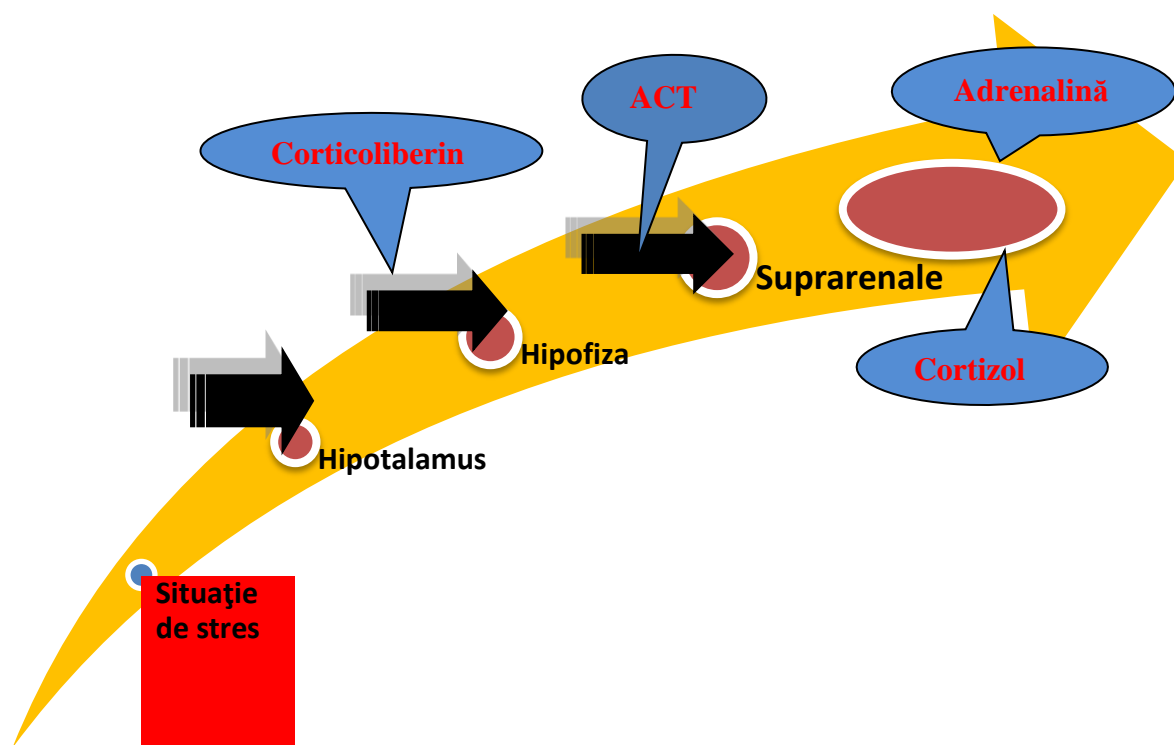 ACT
Adrenalină
Corticoliberin
Suprarenale
Hipofiza
Cortizol
Hipotalamus
Situaţie
de stres